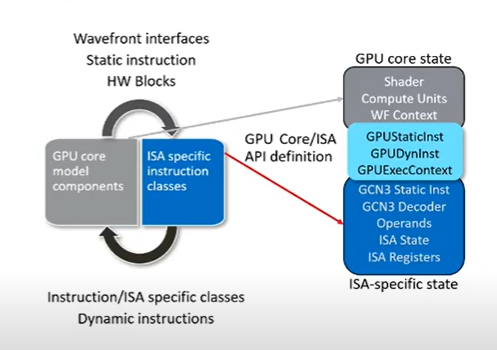 Wavefront interfaces
Static instruction
HW Blocks
GPU core
model
components
ISA specific
instruction
classes
Instruction/ISA specific classes
Dynamic instructions
GPU Core/ISA
API definition
GPU core state
Shader
Compute Units
WF Context
GPUStaticInst
GPUDynInst
GPUExecContext
GCN3 Static Inst
GCN3 Decoder
Operands
ISA State
ISA Registers
ISA-specific state